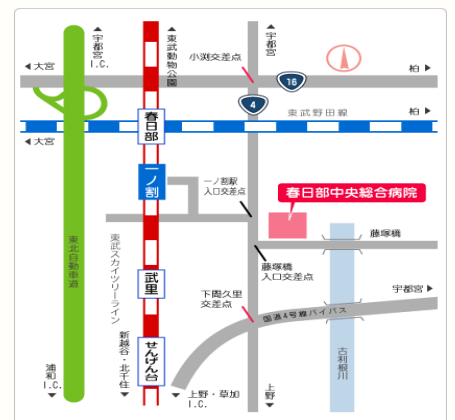 宇都宮
I.C.
東武動物公園
宇都宮
小渕交差点
大宮
柏
16
4
東武野田線
柏
春日部
大宮
一ノ割
一ノ割駅
入口交差点
春日部中央総合病院
藤塚橋
東北自動車道
東武スカイツリーライン
藤塚橋
入口交差点
武里
下間久里
交差点
宇都宮
国道4号線バイパス
新越谷・北千住
せんげん台
古利根川
浦和
I.C.
上野・草加
I.C.
上野